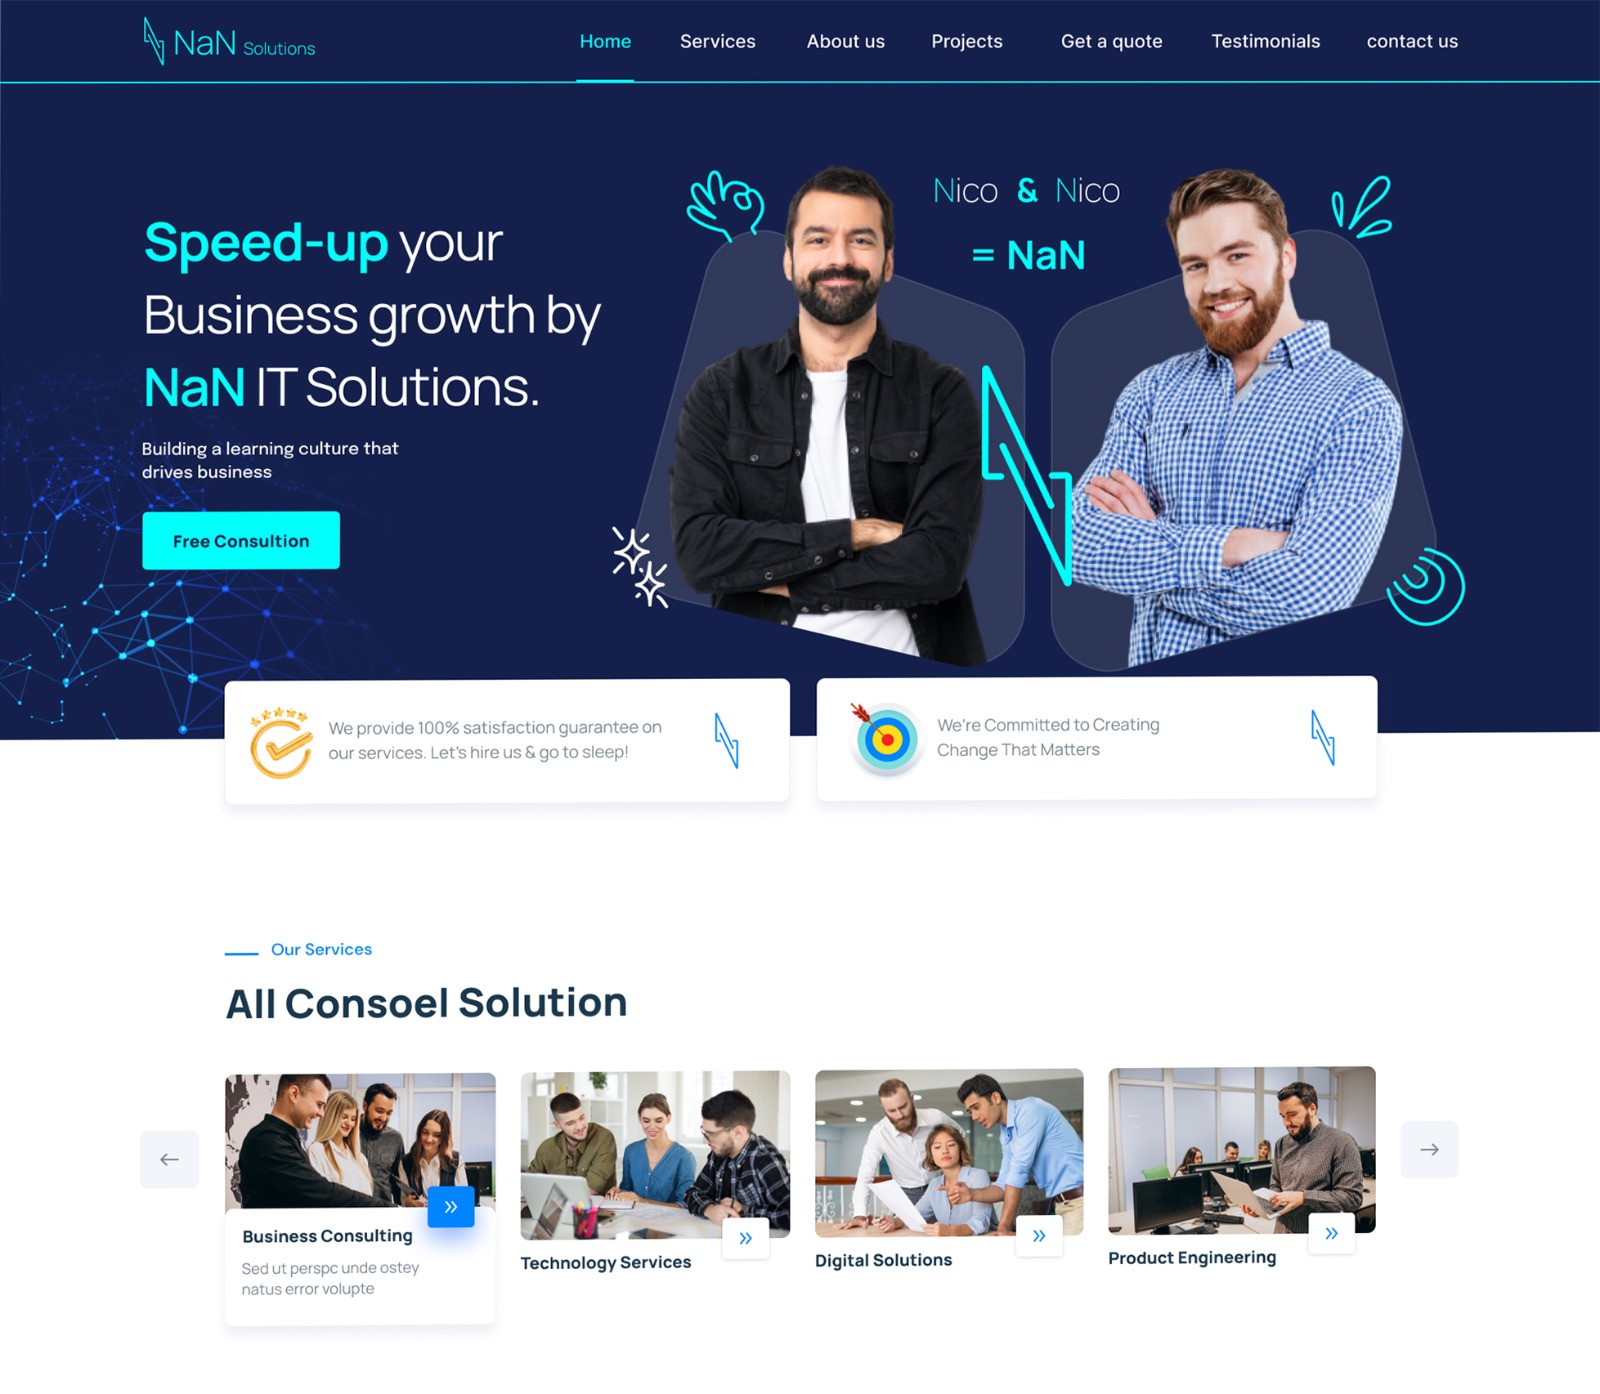 NaN Solutions
Home
Services
About us
Projects
Get a quote
Testimonials
contact us
Nico & Nico
= NaN
Speed-up your
Business growth by
NaN IT Solutions.
Building a learning culture that
drives business
Free Consultion
We provide 100% satisfaction guarantee on
our services. Let's hire us & go to sleep!
We're Committed to Creating
Change That Matters
Our Services
All Consoel Solution
Business Consulting
Sed ut perspc unde ostey
natus error volupte
Technology Services
Digital Solutions
Product Engineering